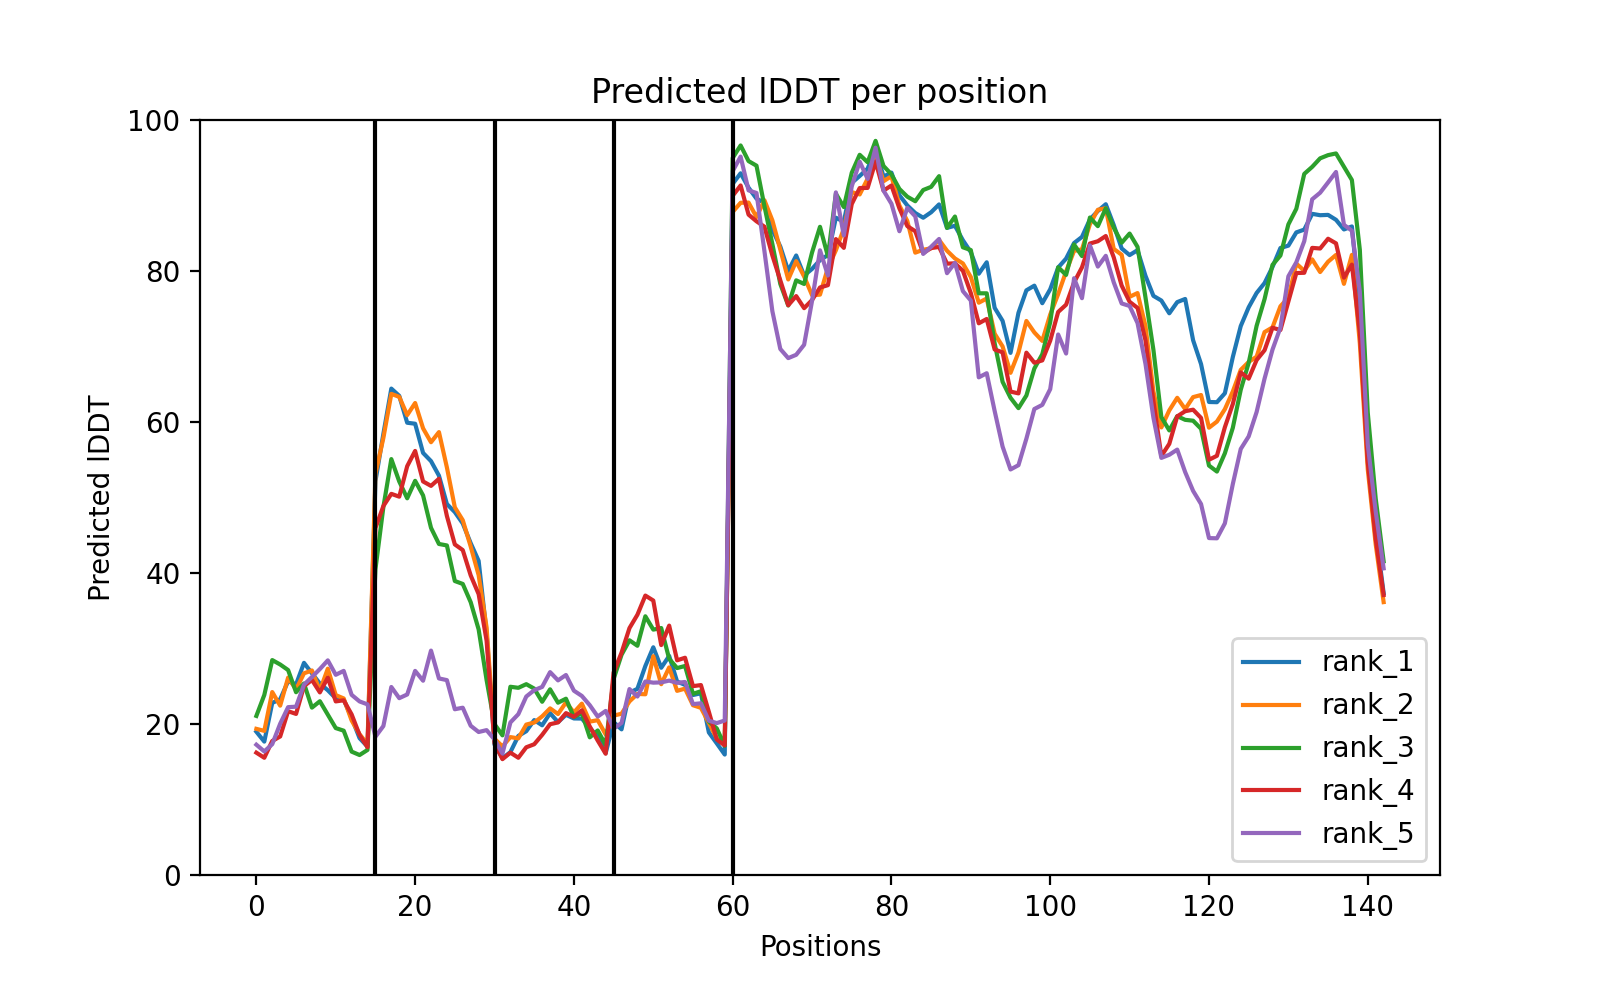 Predicted lDDT per position
100
80
60
40
20
0
Predicted lDDT
0 20 40 60 80 100 120 140
Positions
rank_1
rank_2
rank_3
rank_4
rank_5